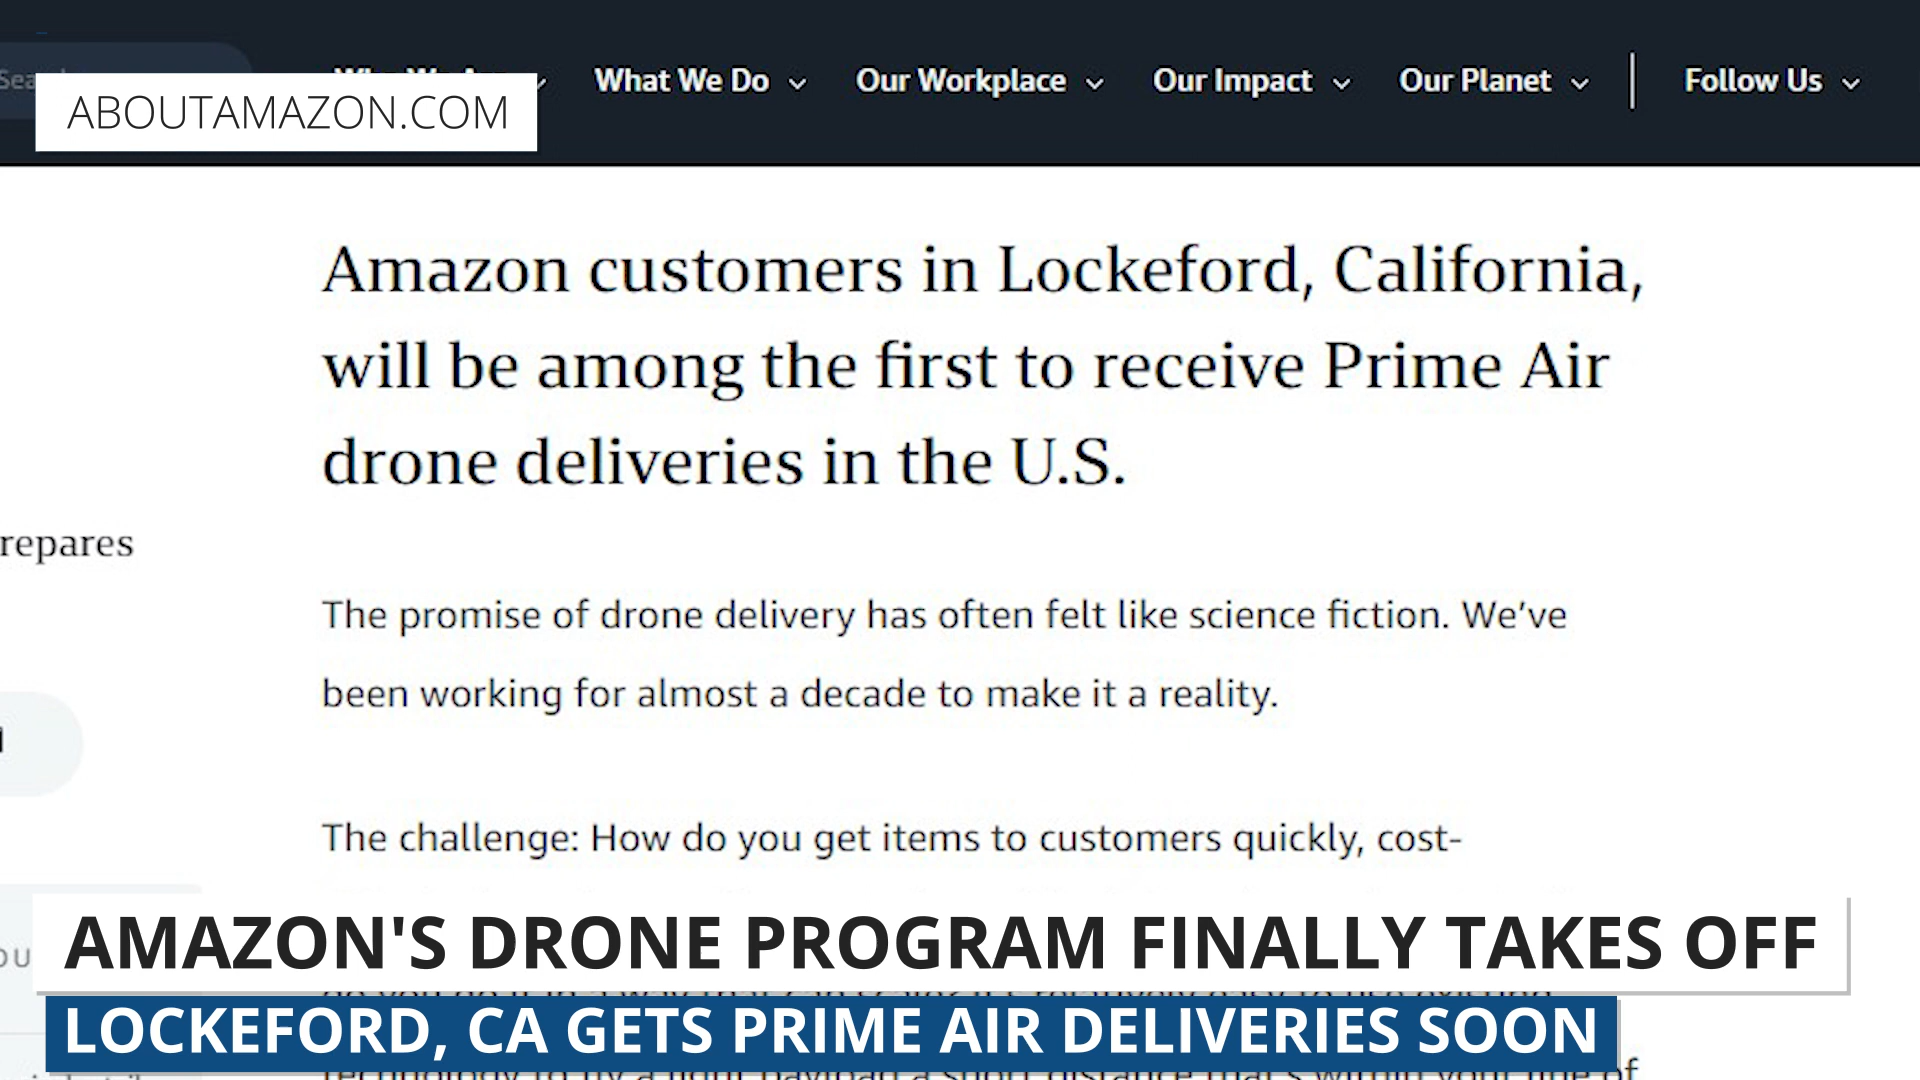 What We Do
Our Workplace
Our Impact
Our Planet
Follow Us
ABOUTAMAZON.COM
Amazon customers in Lockeford, California,
will be among the first to receive Prime Air
drone deliveries in the U.S.
repares
The promise of drone delivery has often felt like science fiction. We've
been working for almost a decade to make it a reality.
The challenge: How do you get items to customers quickly, cost-
AMAZON'S DRONE PROGRAM FINALLY TAKES OFF
LOCKEFORD, CA GETS PRIME AIR DELIVERIES SOON